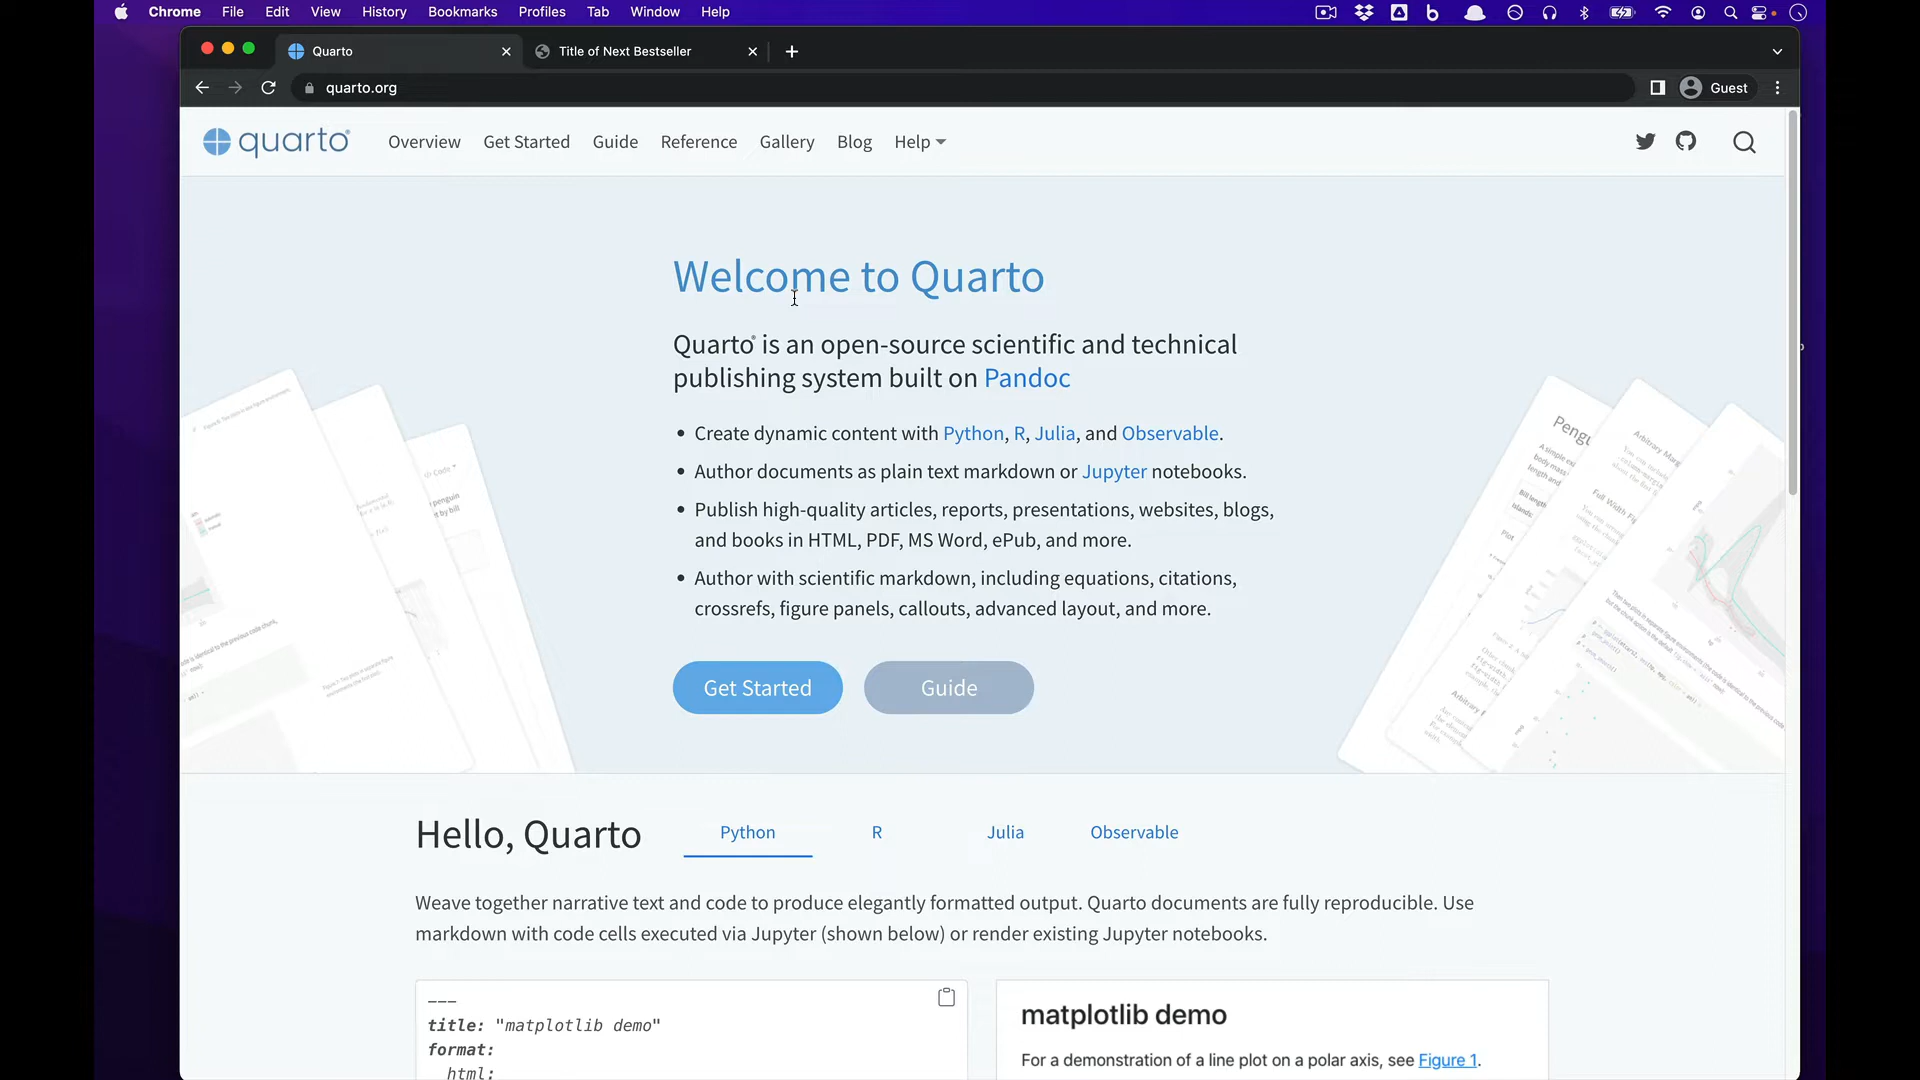 Chrome File Edit View History Bookmarks Profiles Tab Window Help
Quarto
Title of Next Bestseller
quarto.org
Guest
quarto
Overview Get Started Guide Reference Gallery Blog Help
Welcome to Quarto
Quarto® is an open-source scientific and technical
publishing system built on Pandoc
• Create dynamic content with Python, R, Julia, and Observable.
• Author documents as plain text markdown or Jupyter notebooks.
• Publish high-quality articles, reports, presentations, websites, blogs,
and books in HTML, PDF, MS Word, ePub, and more.
• Author with scientific markdown, including equations, citations,
crossrefs, figure panels, callouts, advanced layout, and more.
Get Started
Guide
Hello, Quarto
Python
R
Julia
Observable
Weave together narrative text and code to produce elegantly formatted output. Quarto documents are fully reproducible. Use
markdown with code cells executed via Jupyter (shown below) or render existing Jupyter notebooks.
---
title: "matplotlib demo"
format:
html:
matplotlib demo
For a demonstration of a line plot on a polar axis, see Figure 1.